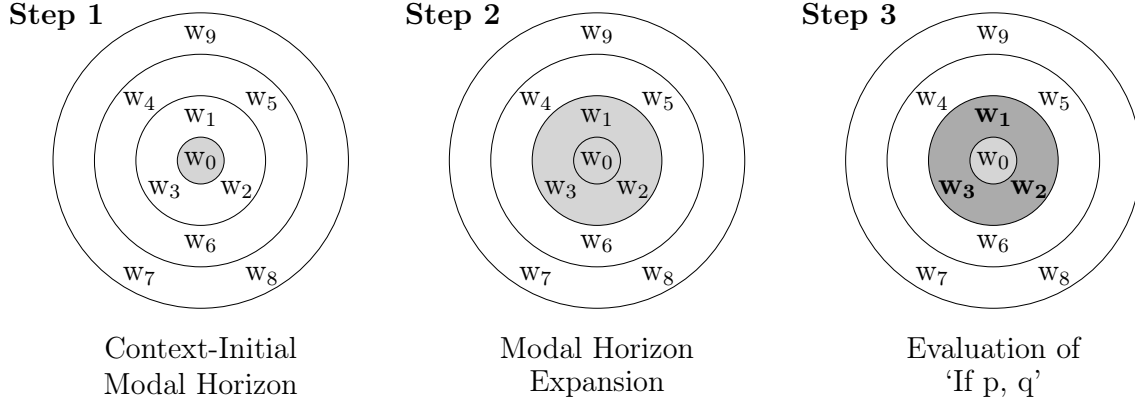 Step 1
w₉
w₄ w₅
w₁
w₀
w₃ w₂
w₆
w₇ w₈
Context-Initial
Modal Horizon
Step 2
w₉
w₄ w₅
w₁
w₀
w₃ w₂
w₆
w₇ w₈
Modal Horizon
Expansion
Step 3
w₉
w₄ w₅
w₁
w₀
w₃ w₂
w₆
w₇ w₈
Evaluation of
‘If p, q’